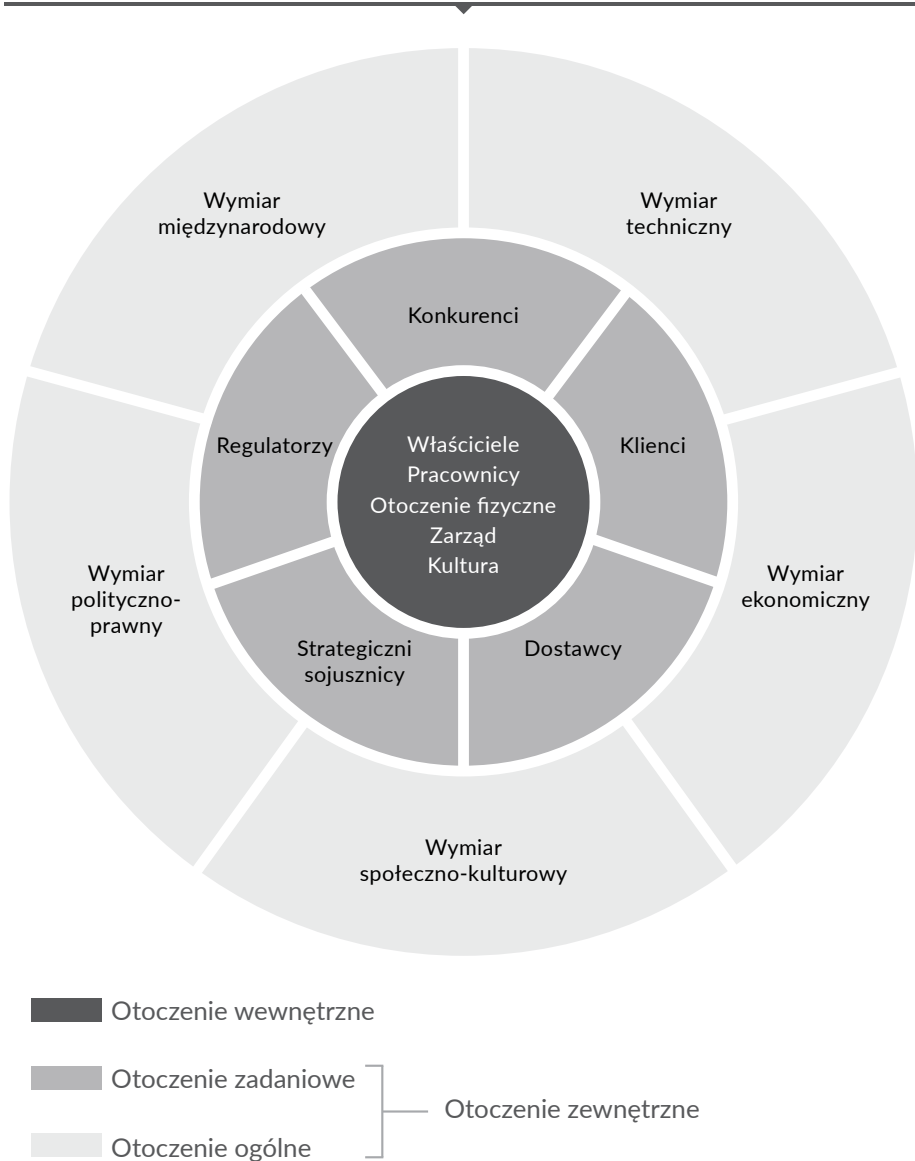 Wymiar
międzynarodowy
Wymiar
techniczny
Konkurenci
Regulatorzy
Klienci
Właściciele
Pracownicy
Otoczenie fizyczne
Zarząd
Kultura
Wymiar
polityczno-
prawny
Wymiar
ekonomiczny
Strategiczni
sojusznicy
Dostawcy
Wymiar
społeczno-kulturowy
Otoczenie wewnętrzne
Otoczenie zadaniowe
Otoczenie zewnętrzne
Otoczenie ogólne